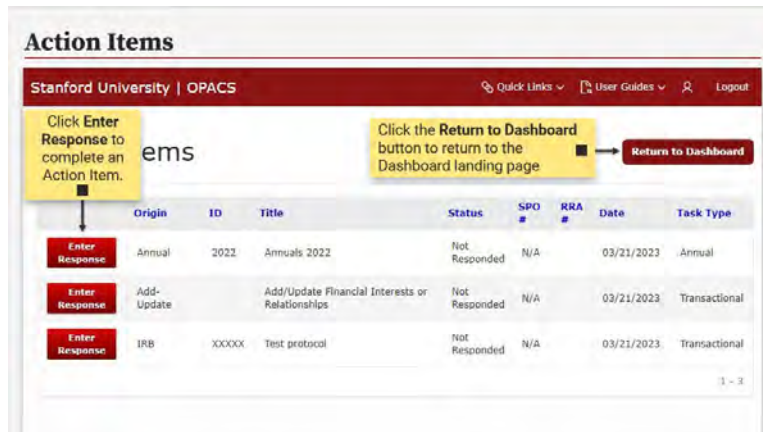 Action Items
Stanford University | OPACS
Quick Links
User Guides
Logout
Click Enter
Response to
complete an
Action Item.
ems
Click the Return to Dashboard
button to return to the
Dashboard landing page
Return to Dashboard
Origin ID Title Status SPO # RRA # Date Task Type
Enter Response Annual 2022 Annuals 2022 Not Responded N/A 03/21/2023 Annual
Enter Response Add-Update Add/Update Financial Interests or Relationships Not Responded N/A 03/21/2023 Transactional
Enter Response IRB XXXXX Test protocol Not Responded N/A 03/21/2023 Transactional
1 - 3